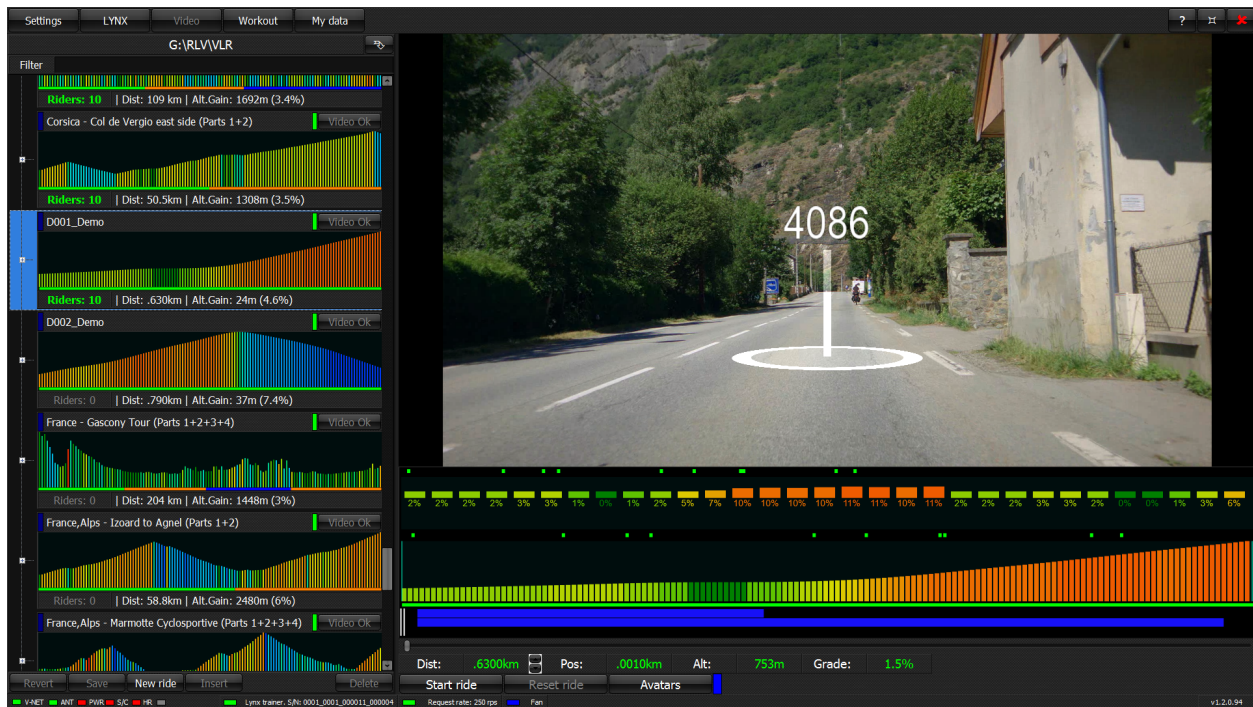 Settings LYNX Video Workout My data ?
G:\RLV\VLR
Filter
Riders: 10 | Dist: 109 km | Alt.Gain: 1692m (3.4%)
Corsica - Col de Vergio east side (Parts 1+2) Video Ok
Riders: 10 | Dist: 50.5km | Alt.Gain: 1308m (3.5%)
D001_Demo Video Ok
Riders: 10 | Dist: .630km | Alt.Gain: 24m (4.6%)
D002_Demo Video Ok
Riders: 0 | Dist: .790km | Alt.Gain: 37m (7.4%)
France - Gascony Tour (Parts 1+2+3+4) Video Ok
Riders: 0 | Dist: 204 km | Alt.Gain: 1448m (3%)
France,Alps - Izoard to Agnel (Parts 1+2) Video Ok
Riders: 0 | Dist: 58.8km | Alt.Gain: 2480m (6%)
France,Alps - Marmotte Cyclosportive (Parts 1+2+3+4) Video Ok
Revert Save New ride Insert Delete
4086
2% 2% 2% 2% 3% 3% 1% 0% 1% 2% 5% 7% 10% 10% 10% 10% 11% 11% 10% 11% 2% 2% 2% 3% 3% 2% 0% 0% 1% 3% 6%
Dist: .6300km Pos: .0010km Alt: 753m Grade: 1.5%
Start ride Reset ride Avatars
V-NET ANT PWR S/C HR Lynx trainer. S/N: 0001_0001_000011_000004 Request rate: 250 rps Fan v1.2.0.94